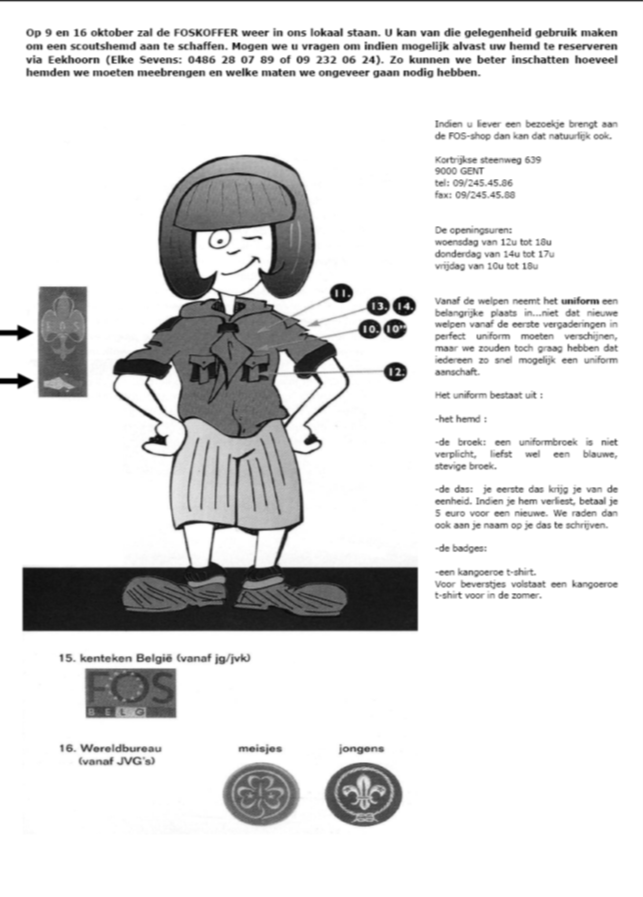 Op 9 en 16 oktober zal de FOSKOFFER weer in ons lokaal staan. U kan van die gelegenheid gebruik maken
om een scoutshemd aan te schaffen. Mogen we u vragen om indien mogelijk alvast uw hemd te reserveren
via Eekhoorn (Elke Sevens: 0486 28 07 89 of 09 232 06 24). Zo kunnen we beter inschatten hoeveel
hemden we moeten meebrengen en welke maten we ongeveer gaan nodig hebben.
Indien u liever een bezoekje brengt aan
de FOS-shop dan kan dat natuurlijk ook.
Kortrijkse steenweg 639
9000 GENT
tel: 09/245.45.86
fax: 09/245.45.88
De openingsuren:
woensdag van 12u tot 18u
donderdag van 14u tot 17u
vrijdag van 10u tot 18u
Vanaf de welpen neemt het uniform een
belangrijke plaats in...niet dat nieuwe
welpen vanaf de eerste vergaderingen in
perfect uniform moeten verschijnen,
maar we zouden toch graag hebben dat
iedereen zo snel mogelijk een uniform
aanschaft.
Het uniform bestaat uit :
-het hemd :
-de broek: een uniformbroek is niet
verplicht, liefst wel een blauwe,
stevige broek.
-de das: je eerste das krijg je van de
eenheid. Indien je hem verliest, betaal je
5 euro voor een nieuwe. We raden dan
ook aan je naam op je das te schrijven.
-de badges:
-een kangoeroe t-shirt.
Voor beverstjes volstaat een kangoeroe
t-shirt voor in de zomer.
FOS
11.
13. 14.
10. 10"
12.
15. kenteken België (vanaf jg/jvk)
FOS
BELG
16. Wereldbureau
(vanaf JVG's)
meisjes
jongens